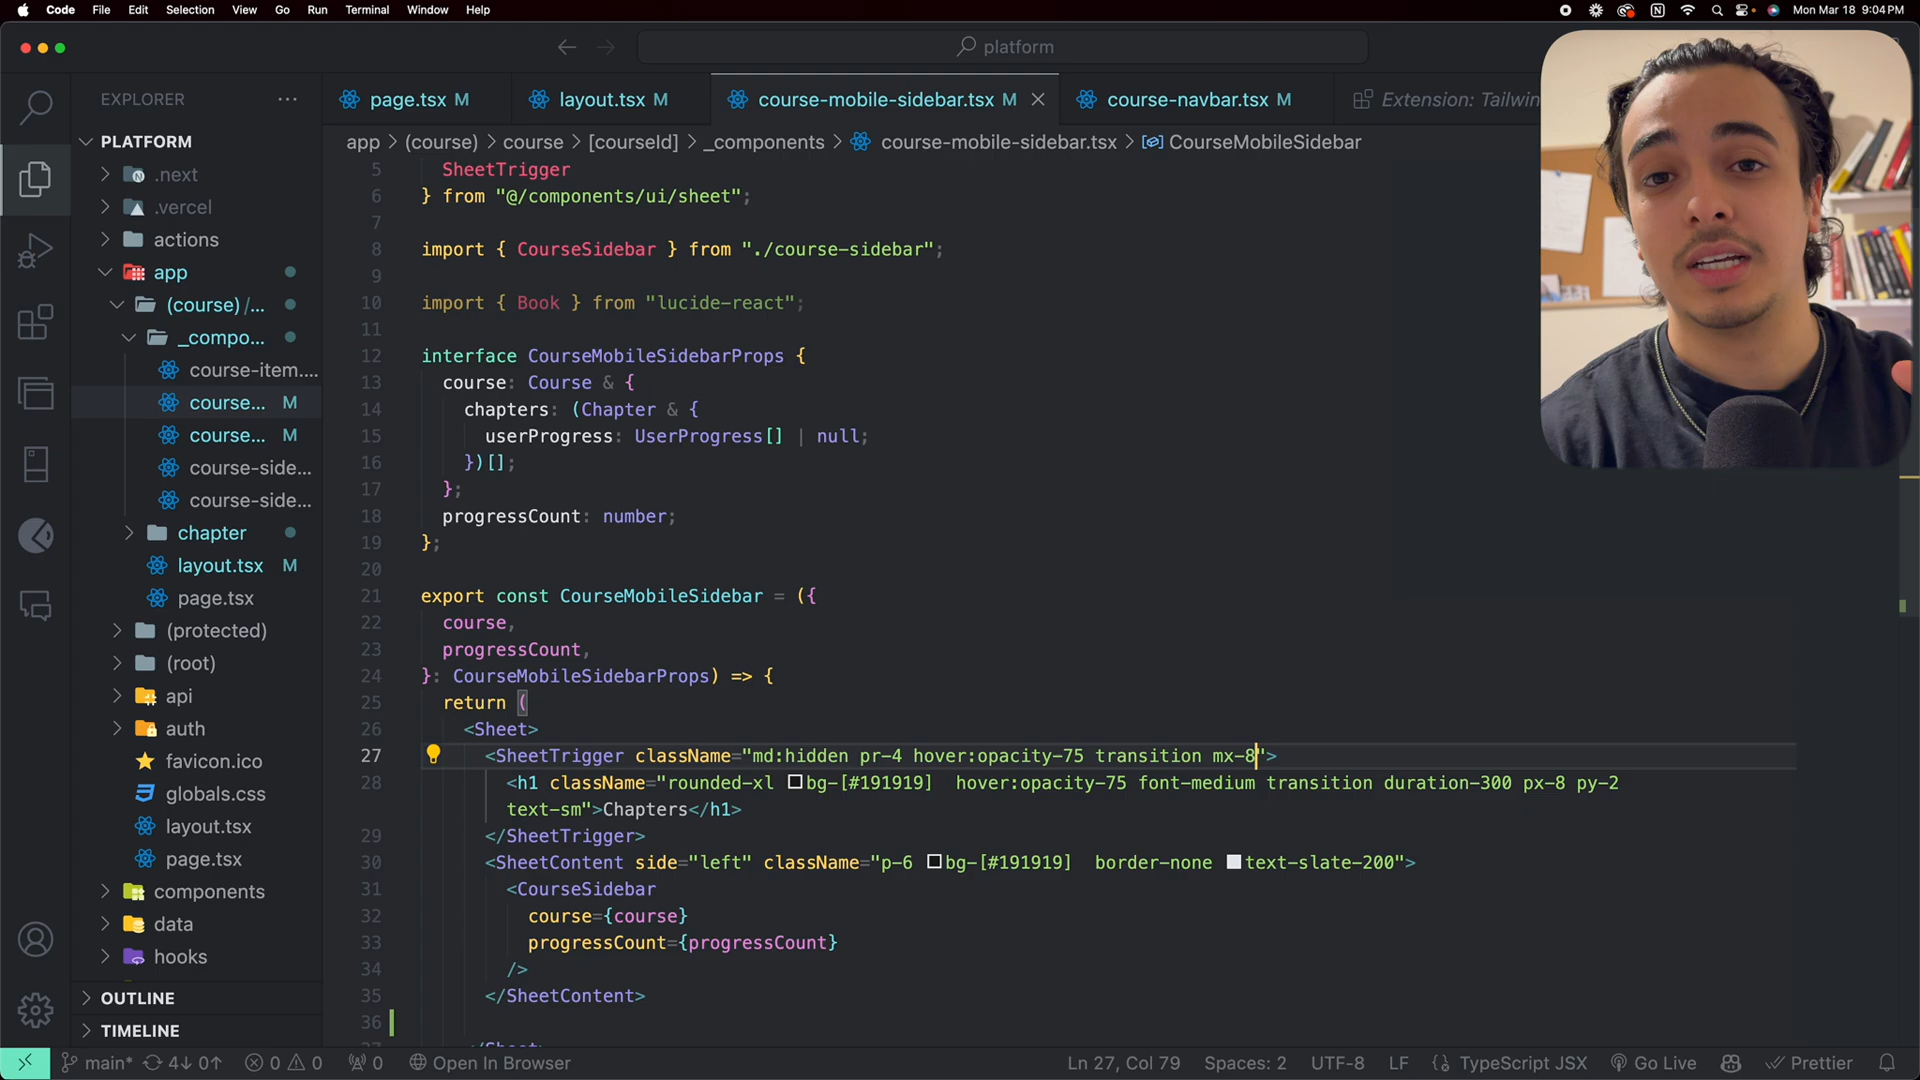 Code File Edit Selection View Go Run Terminal Window Help
Mon Mar 18 9:04 PM
platform
EXPLORER
page.tsx M
layout.tsx M
course-mobile-sidebar.tsx M
course-navbar.tsx M
Extension: Tailwin
app > (course) > course > [courseId] > _components > course-mobile-sidebar.tsx > CourseMobileSidebar
PLATFORM
.next
.vercel
actions
app
(course) /...
_compo...
course-item....
course... M
course... M
course-side...
course-side...
chapter
layout.tsx M
page.tsx
(protected)
(root)
api
auth
favicon.ico
globals.css
layout.tsx
page.tsx
components
data
hooks
OUTLINE
TIMELINE
5 SheetTrigger
6 } from "@/components/ui/sheet";
7
8 import { CourseSidebar } from "./course-sidebar";
9
10 import { Book } from "lucide-react";
11
12 interface CourseMobileSidebarProps {
13 course: Course & {
14 chapters: (Chapter & {
15 userProgress: UserProgress[] | null;
16 })[];
17 };
18 progressCount: number;
19 };
20
21 export const CourseMobileSidebar = ({
22 course,
23 progressCount,
24 }: CourseMobileSidebarProps) => {
25 return (
26 <Sheet>
27 <SheetTrigger className="md:hidden pr-4 hover:opacity-75 transition mx-8">
28 <h1 className="rounded-xl bg-[#191919] hover:opacity-75 font-medium transition duration-300 px-8 py-2
text-sm">Chapters</h1>
29 </SheetTrigger>
30 <SheetContent side="left" className="p-6 bg-[#191919] border-none text-slate-200">
31 <CourseSidebar
32 course={course}
33 progressCount={progressCount}
34 />
35 </SheetContent>
36
main* 4↓ 0↑ 0 0 0 Open In Browser
Ln 27, Col 79 Spaces: 2 UTF-8 LF {} TypeScript JSX Go Live Prettier